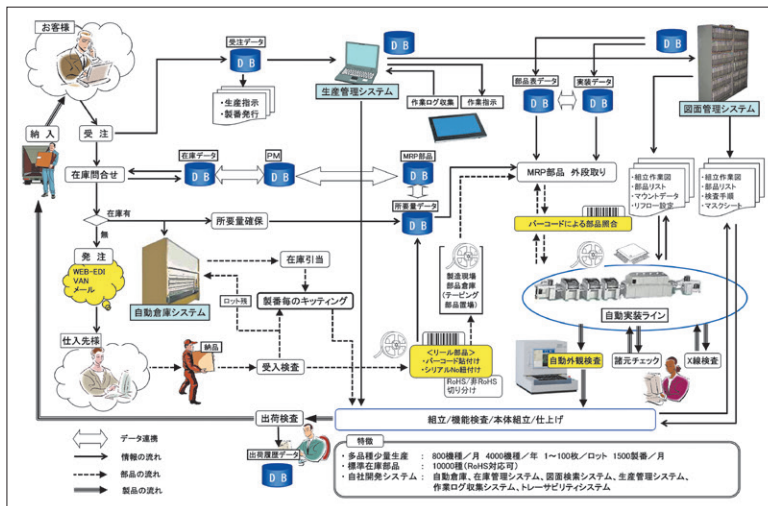 お客様
受注データ
DB
生産管理システム
・生産指示
・製番発行
作業ログ収集
作業指示
DB
部品表データ
実装データ
DB
DB
図面管理システム
納入
受注
在庫問合せ
在庫データ
DB
PM
DB
MRP部品
DB
MRP部品 外段取り
・組立作業図
・部品リスト
・マウントデータ
・リフロー設定
・組立作業図
・部品リスト
・検査手順
・マスクシート
在庫有
無
所要量確保
所要量データ
DB
バーコードによる部品照合
発注
WEB-EDI
VAN
メール
自動倉庫システム
在庫引当
製番毎のキッティング
ロット残
製造現場
部品倉庫
(テーピング
部品置場)
自動実装ライン
仕入先様
納品
受入検査
<リール部品>
・バーコード貼付け
・シリアルNo紐付け
RoHS/非RoHS
切り分け
自動外観検査
諸元チェック
X線検査
出荷検査
組立/機能検査/本体組立/仕上げ
出荷履歴データ
DB
データ連携
情報の流れ
部品の流れ
製品の流れ
特徴
・多品種少量生産 : 800機種/月 4000機種/年 1~100枚/ロット 1500製番/月
・標準在庫部品 : 10000種(RoHS対応可)
・自社開発システム : 自動倉庫、在庫管理システム、図面検索システム、生産管理システム、
作業ログ収集システム、トレーサビリティシステム